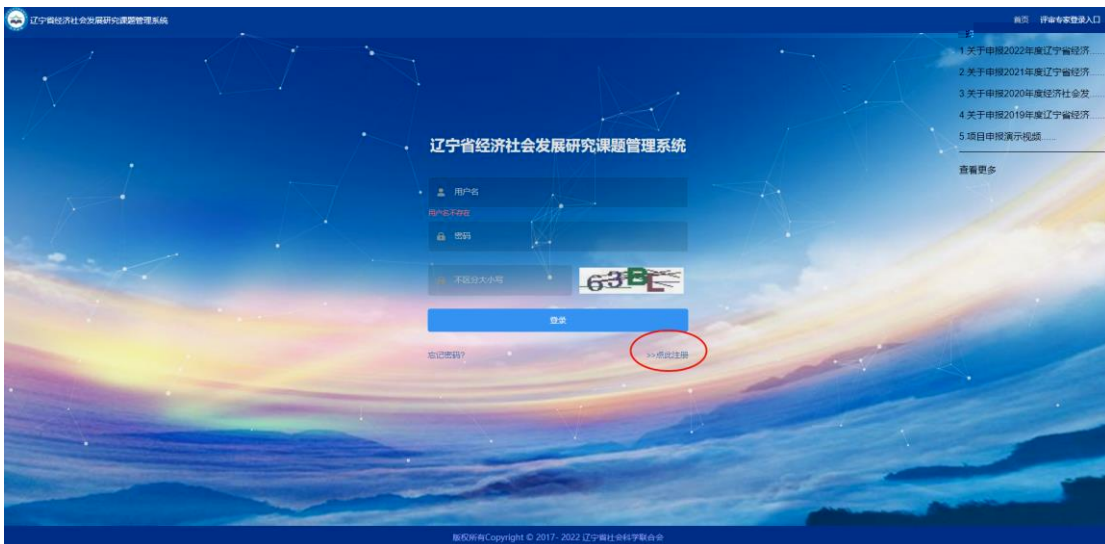 辽宁省经济社会发展研究课题管理系统
首页 评审专家登录入口
1.关于申报2022年度辽宁省经济......
2.关于申报2021年度辽宁省经济......
3.关于申报2020年度经济社会发......
4.关于申报2019年度辽宁省经济......
5.项目申报演示视频......
查看更多
辽宁省经济社会发展研究课题管理系统
用户名
用户名不存在
密码
不区分大小写
63BE
登录
忘记密码? >>点此注册
版权所有Copyright © 2017- 2022 辽宁省社会科学联合会